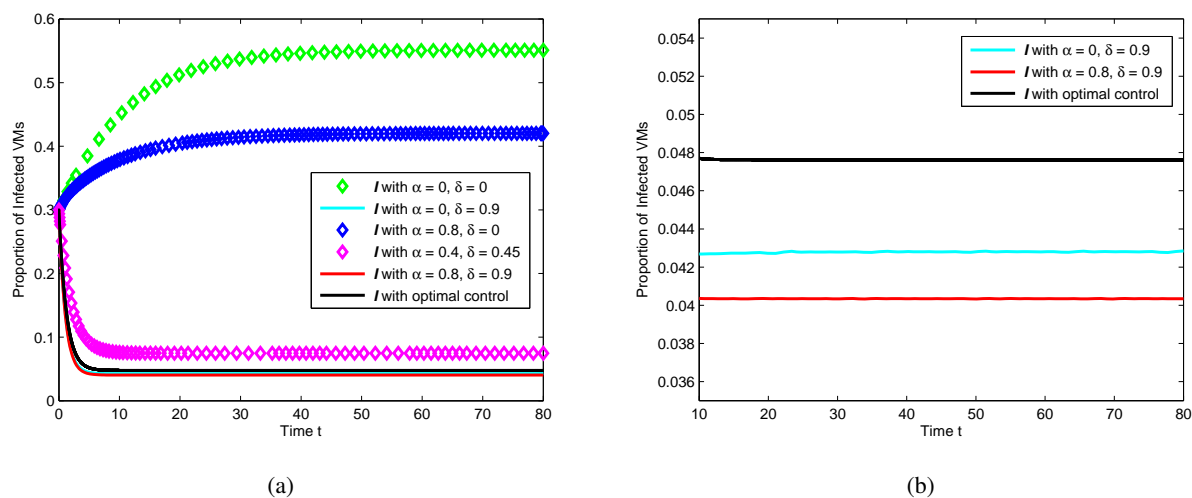 0.6
0.5
0.4
0.3
0.2
0.1
0
Proportion of Infected VMs
I with α = 0, δ = 0
I with α = 0, δ = 0.9
I with α = 0.8, δ = 0
I with α = 0.4, δ = 0.45
I with α = 0.8, δ = 0.9
I with optimal control
0 10 20 30 40 50 60 70 80
Time t
(a)
0.054
0.052
0.05
0.048
0.046
0.044
0.042
0.04
0.038
0.036
Proportion of Infected VMs
I with α = 0, δ = 0.9
I with α = 0.8, δ = 0.9
I with optimal control
10 20 30 40 50 60 70 80
Time t
(b)